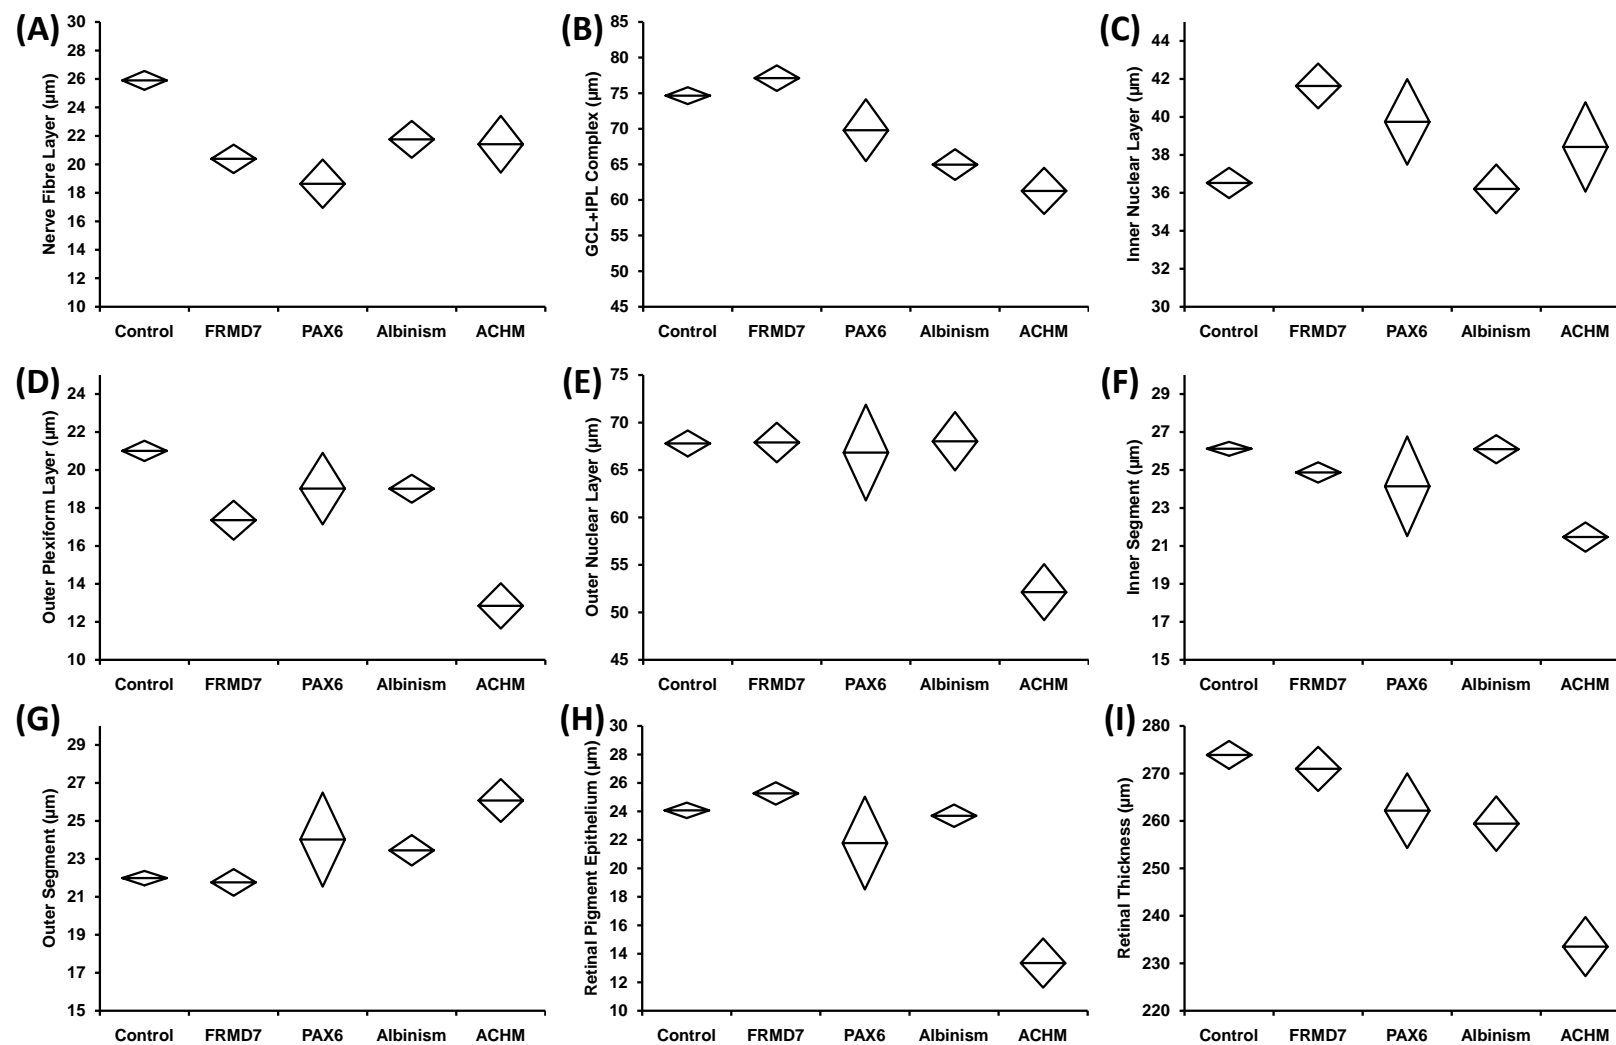 (A)
Nerve Fibre Layer (µm)
30
28
26
24
22
20
18
16
14
12
10
Control FRMD7 PAX6 Albinism ACHM
(B)
GCL+IPL Complex (µm)
85
80
75
70
65
60
55
50
45
Control FRMD7 PAX6 Albinism ACHM
(C)
Inner Nuclear Layer (µm)
44
42
40
38
36
34
32
30
Control FRMD7 PAX6 Albinism ACHM
(D)
Outer Plexiform Layer (µm)
24
22
20
18
16
14
12
10
Control FRMD7 PAX6 Albinism ACHM
(E)
Outer Nuclear Layer (µm)
75
70
65
60
55
50
45
Control FRMD7 PAX6 Albinism ACHM
(F)
Inner Segment (µm)
29
27
25
23
21
19
17
15
Control FRMD7 PAX6 Albinism ACHM
(G)
Outer Segment (µm)
29
27
25
23
21
19
17
15
Control FRMD7 PAX6 Albinism ACHM
(H)
Retinal Pigment Epithelium (µm)
30
28
26
24
22
20
18
16
14
12
10
Control FRMD7 PAX6 Albinism ACHM
(I)
Retinal Thickness (µm)
280
270
260
250
240
230
220
Control FRMD7 PAX6 Albinism ACHM